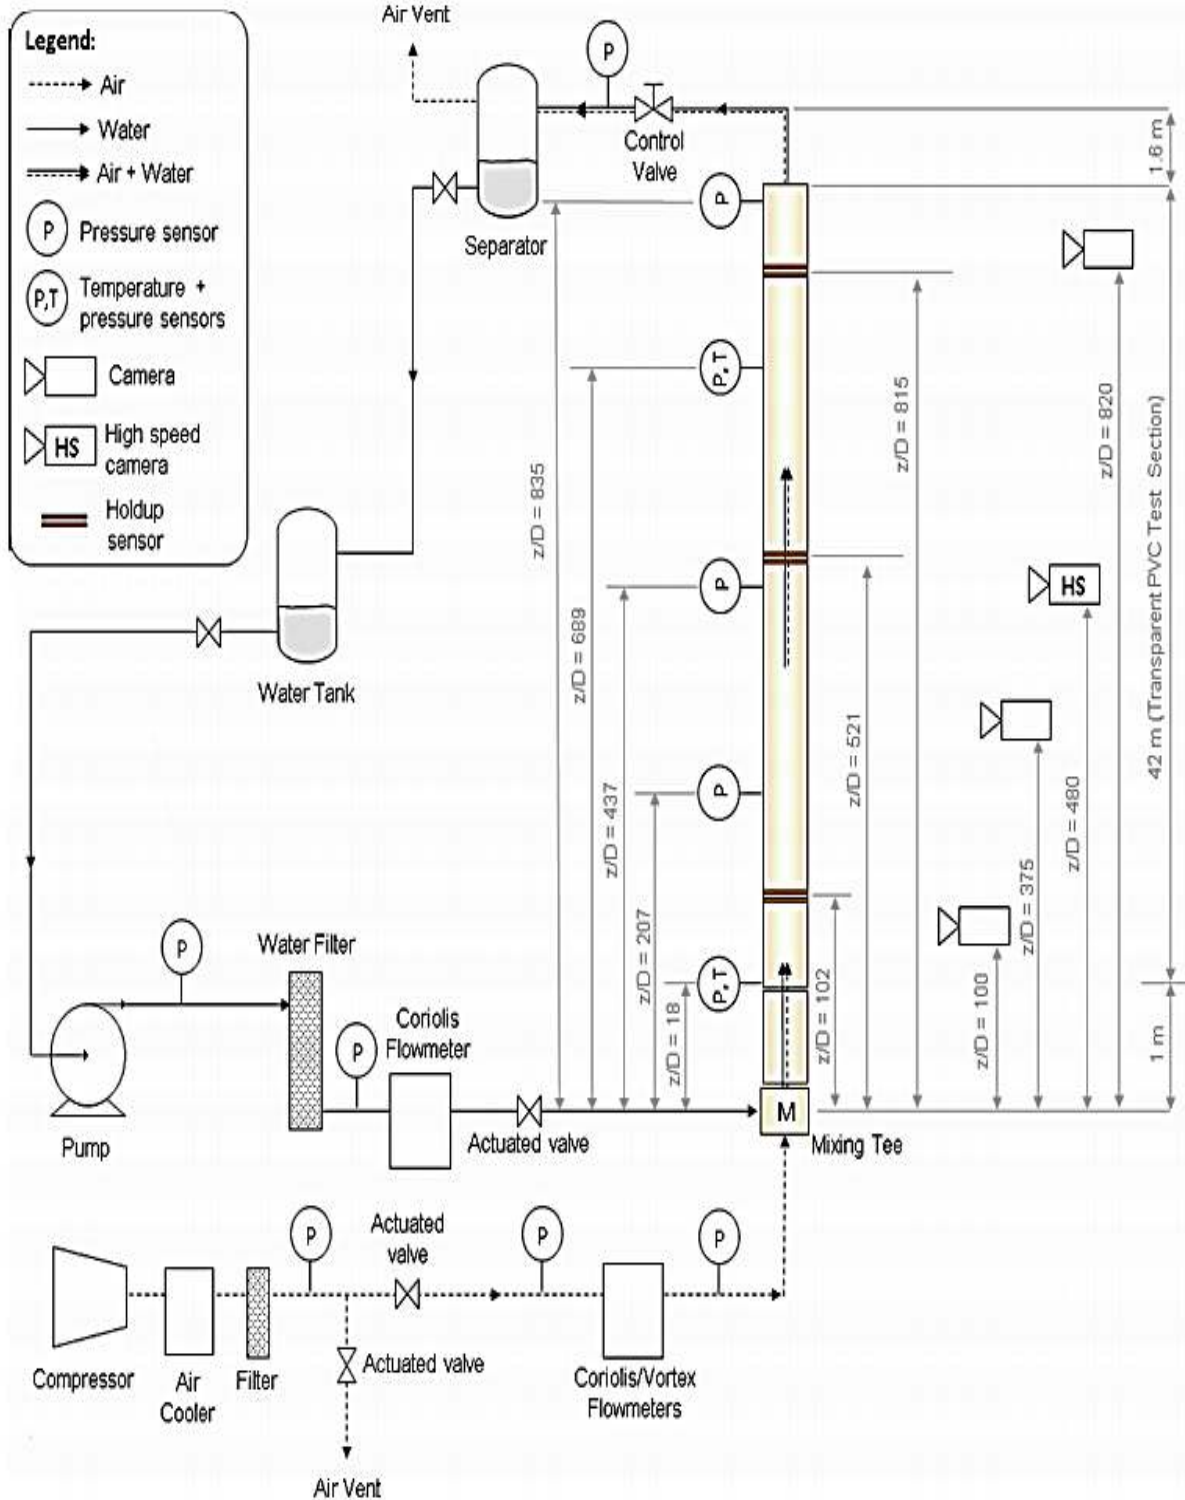 Legend:
Air
Water
Air + Water
P
Pressure sensor
P,T
Temperature +
pressure sensors
Camera
HS
High speed
camera
Holdup
sensor
Air Vent
P
Control
Valve
Separator
1.6 m
P
P,T
P
P
P,T
z/D = 835
z/D = 689
z/D = 437
z/D = 207
z/D = 18
z/D = 102
z/D = 521
z/D = 815
z/D = 100
z/D = 375
z/D = 480
z/D = 820
HS
42 m (Transparent PVC Test Section)
1 m
Water Tank
P
Water Filter
P
Coriolis
Flowmeter
Pump
Actuated valve
M
Mixing Tee
P
Actuated
valve
P
P
Compressor
Air
Cooler
Filter
Actuated valve
Coriolis/Vortex
Flowmeters
Air Vent